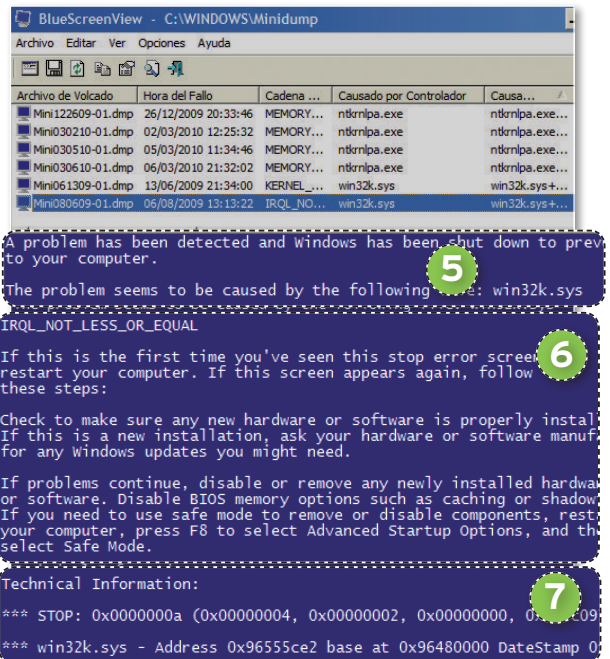 BlueScreenView - C:\WINDOWS\Minidump
Archivo Editar Ver Opciones Ayuda
Archivo de Volcado Hora del Fallo Cadena ... Causado por Controlador Causa...
Mini122609-01.dmp 26/12/2009 20:33:46 MEMORY... ntkrnlpa.exe ntkrnlpa.exe...
Mini030210-01.dmp 02/03/2010 12:25:32 MEMORY... ntkrnlpa.exe ntkrnlpa.exe...
Mini030510-01.dmp 05/03/2010 11:34:46 MEMORY... ntkrnlpa.exe ntkrnlpa.exe...
Mini030610-01.dmp 06/03/2010 21:32:02 MEMORY... ntkrnlpa.exe ntkrnlpa.exe...
Mini061309-01.dmp 13/06/2009 21:34:00 KERNEL_... win32k.sys win32k.sys+...
Mini080609-01.dmp 06/08/2009 13:13:22 IRQL_NO... win32k.sys win32k.sys+...
A problem has been detected and Windows has been shut down to prev
to your computer.
5
The problem seems to be caused by the following : win32k.sys
IRQL_NOT_LESS_OR_EQUAL
If this is the first time you've seen this stop error screen
6
restart your computer. If this screen appears again, follow
these steps:
Check to make sure any new hardware or software is properly instal
If this is a new installation, ask your hardware or software manuf
for any Windows updates you might need.
If problems continue, disable or remove any newly installed hardwa
or software. Disable BIOS memory options such as caching or shadow
If you need to use safe mode to remove or disable components, rest
your computer, press F8 to select Advanced Startup Options, and th
select Safe Mode.
Technical Information:
7
*** STOP: 0x0000000a (0x00000004, 0x00000002, 0x00000000,
*** win32k.sys - Address 0x96555ce2 base at 0x96480000 DateStamp